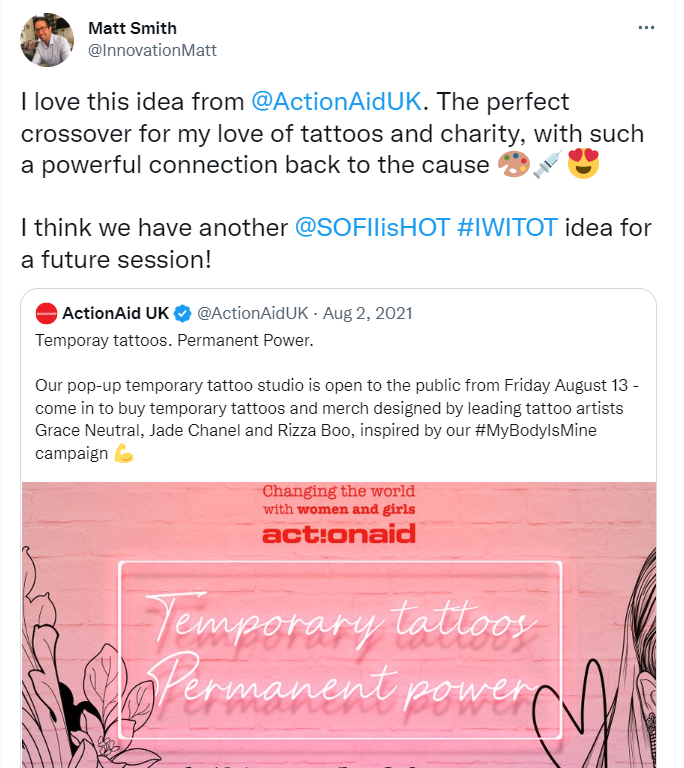 Matt Smith
@InnovationMatt
I love this idea from @ActionAidUK. The perfect
crossover for my love of tattoos and charity, with such
a powerful connection back to the cause 🎨💉😍
I think we have another @SOFIIisHOT #IWITOT idea for
a future session!
ActionAid UK @ActionAidUK · Aug 2, 2021
Temporay tattoos. Permanent Power.
Our pop-up temporary tattoo studio is open to the public from Friday August 13 -
come in to buy temporary tattoos and merch designed by leading tattoo artists
Grace Neutral, Jade Chanel and Rizza Boo, inspired by our #MyBodyIsMine
campaign 💪
Changing the world
with women and girls
act!onaid
Temporary tattoos
Permanent power